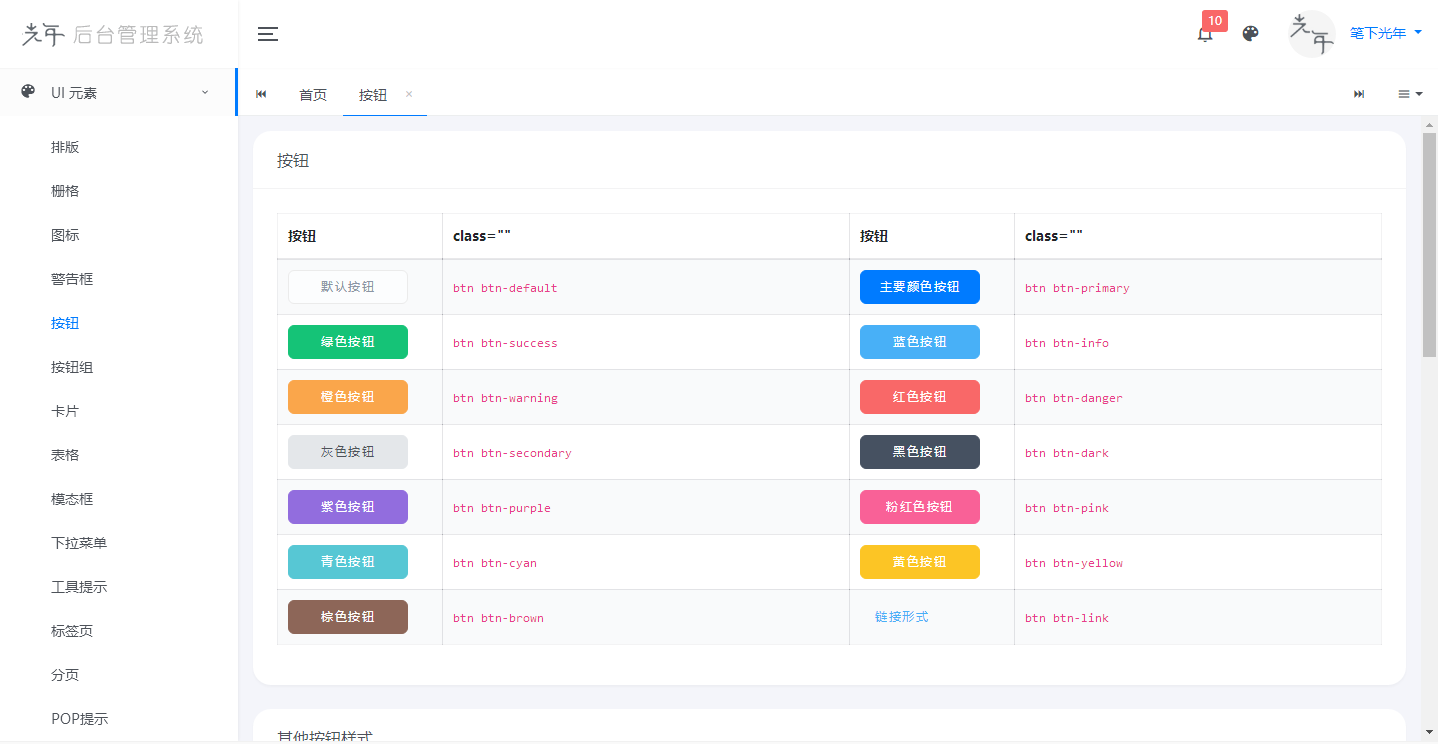 光年 后台管理系统
10
笔下光年
光年
UI 元素
首页 按钮 ×
排版
栅格
图标
警告框
按钮
按钮组
卡片
表格
模态框
下拉菜单
工具提示
标签页
分页
POP提示
按钮
按钮 class="" 按钮 class=""
默认按钮 btn btn-default 主要颜色按钮 btn btn-primary
绿色按钮 btn btn-success 蓝色按钮 btn btn-info
橙色按钮 btn btn-warning 红色按钮 btn btn-danger
灰色按钮 btn btn-secondary 黑色按钮 btn btn-dark
紫色按钮 btn btn-purple 粉红色按钮 btn btn-pink
青色按钮 btn btn-cyan 黄色按钮 btn btn-yellow
棕色按钮 btn btn-brown 链接形式 btn btn-link
其他按钮样式